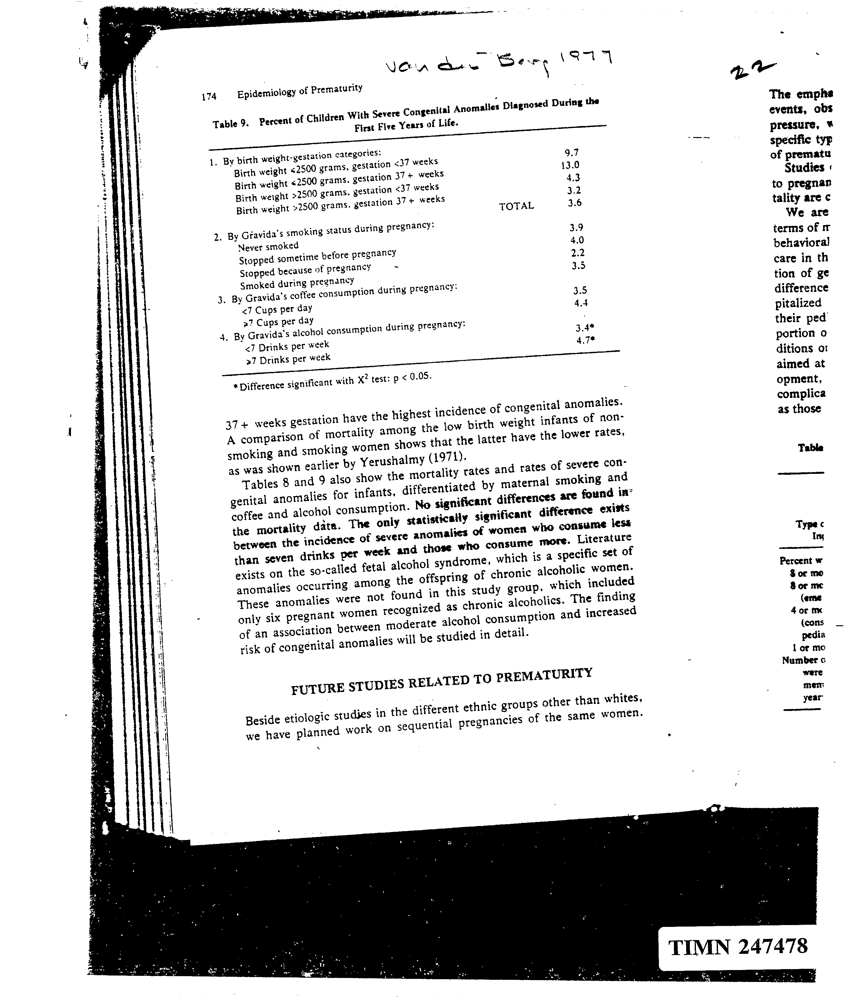 van den Berg 1977
22
174 Epidemiology of Prematurity
Table 9. Percent of Children With Severe Congenital Anomalies Diagnosed During the
First Five Years of Life.
1. By birth weight-gestation categories:
Birth weight ≤2500 grams, gestation <37 weeks 9.7
Birth weight ≤2500 grams, gestation 37+ weeks 13.0
Birth weight >2500 grams, gestation <37 weeks 4.3
Birth weight >2500 grams, gestation 37+ weeks 3.2
TOTAL 3.6
2. By Gravida's smoking status during pregnancy:
Never smoked 3.9
Stopped sometime before pregnancy 4.0
Stopped because of pregnancy 2.2
Smoked during pregnancy 3.5
3. By Gravida's coffee consumption during pregnancy:
<7 Cups per day 3.5
≥7 Cups per day 4.4
4. By Gravida's alcohol consumption during pregnancy:
<7 Drinks per week 3.4*
≥7 Drinks per week 4.7*
*Difference significant with X² test: p < 0.05.
37+ weeks gestation have the highest incidence of congenital anomalies.
A comparison of mortality among the low birth weight infants of non-
smoking and smoking women shows that the latter have the lower rates,
as was shown earlier by Yerushalmy (1971).
Tables 8 and 9 also show the mortality rates and rates of severe con-
genital anomalies for infants, differentiated by maternal smoking and
coffee and alcohol consumption. No significant differences are found in
the mortality data. The only statistically significant difference exists
between the incidence of severe anomalies of women who consume less
than seven drinks per week and those who consume more. Literature
exists on the so-called fetal alcohol syndrome, which is a specific set of
anomalies occurring among the offspring of chronic alcoholic women.
These anomalies were not found in this study group, which included
only six pregnant women recognized as chronic alcoholics. The finding
of an association between moderate alcohol consumption and increased
risk of congenital anomalies will be studied in detail.
FUTURE STUDIES RELATED TO PREMATURITY
Beside etiologic studies in the different ethnic groups other than whites,
we have planned work on sequential pregnancies of the same women.
The empha
events, obs
pressure, w
specific typ
of prematu
Studies
to pregnan
tality are c
We are
terms of m
behavioral
care in th
tion of ge
difference
pitalized
their ped
portion o
ditions or
aimed at
opment,
complica
as those
Table
Type o
Percent w
8 or mo
8 or mo
(eme
4 or mo
(cons
pedia
1 or mo
Number o
were
mem
year
TIMN 247478